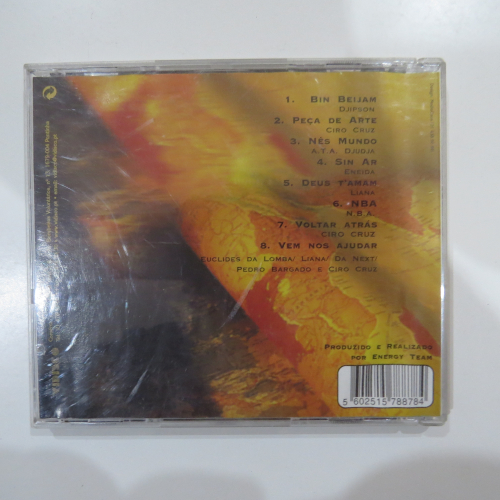 1. Bin Beijam
Djipson
2. Peça de Arte
Ciro Cruz
3. Nês Mundo
A.T.A. Djudja
4. Sin Ar
Eneida
5. Deus T'amam
Liana
6. NBA
N.B.A.
7. Voltar Atrás
Ciro Cruz
8. Vem nos Ajudar
Euclides da Lomba/ Liana/ Da Next/
Pedro Bargado e Ciro Cruz
Produzido e Realizado
por Energy Team
5 602515 788784